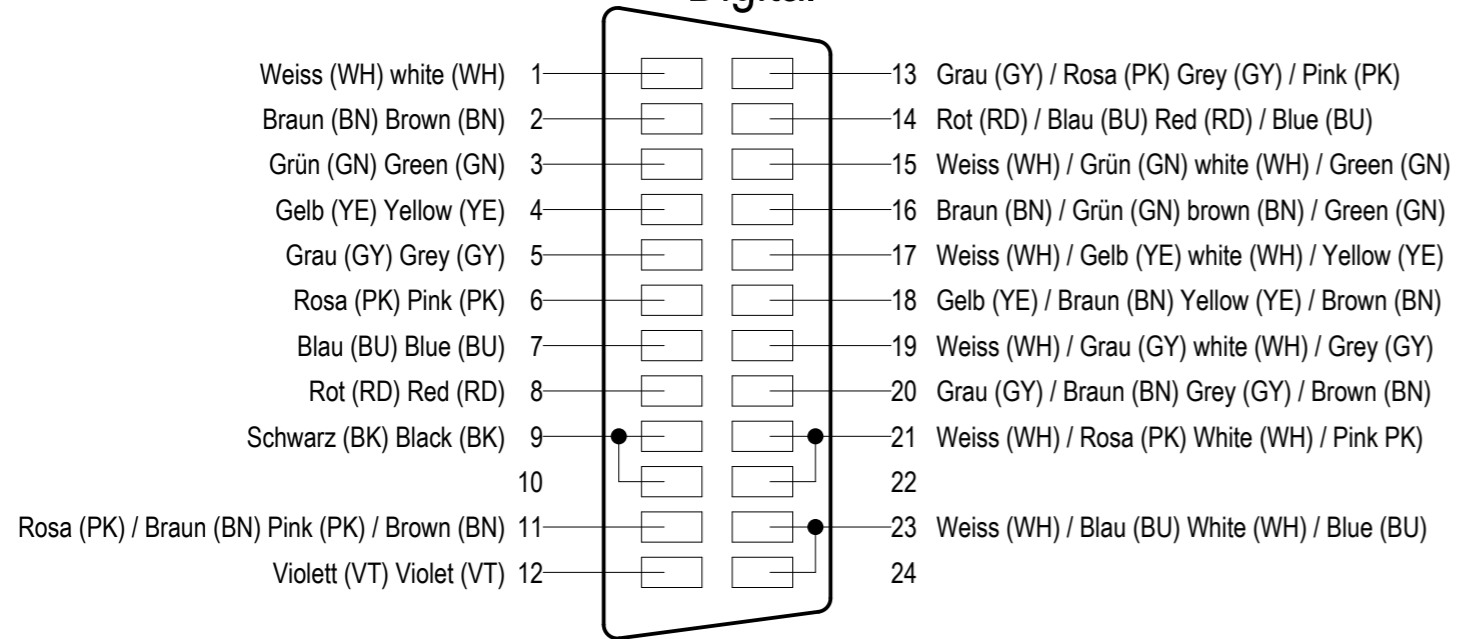 Digital
Weiss (WH) white (WH) 1
Braun (BN) Brown (BN) 2
Grün (GN) Green (GN) 3
Gelb (YE) Yellow (YE) 4
Grau (GY) Grey (GY) 5
Rosa (PK) Pink (PK) 6
Blau (BU) Blue (BU) 7
Rot (RD) Red (RD) 8
Schwarz (BK) Black (BK) 9
10
Rosa (PK) / Braun (BN) Pink (PK) / Brown (BN) 11
Violett (VT) Violet (VT) 12
13 Grau (GY) / Rosa (PK) Grey (GY) / Pink (PK)
14 Rot (RD) / Blau (BU) Red (RD) / Blue (BU)
15 Weiss (WH) / Grün (GN) white (WH) / Green (GN)
16 Braun (BN) / Grün (GN) brown (BN) / Green (GN)
17 Weiss (WH) / Gelb (YE) white (WH) / Yellow (YE)
18 Gelb (YE) / Braun (BN) Yellow (YE) / Brown (BN)
19 Weiss (WH) / Grau (GY) white (WH) / Grey (GY)
20 Grau (GY) / Braun (BN) Grey (GY) / Brown (BN)
21 Weiss (WH) / Rosa (PK) White (WH) / Pink PK)
22
23 Weiss (WH) / Blau (BU) White (WH) / Blue (BU)
24